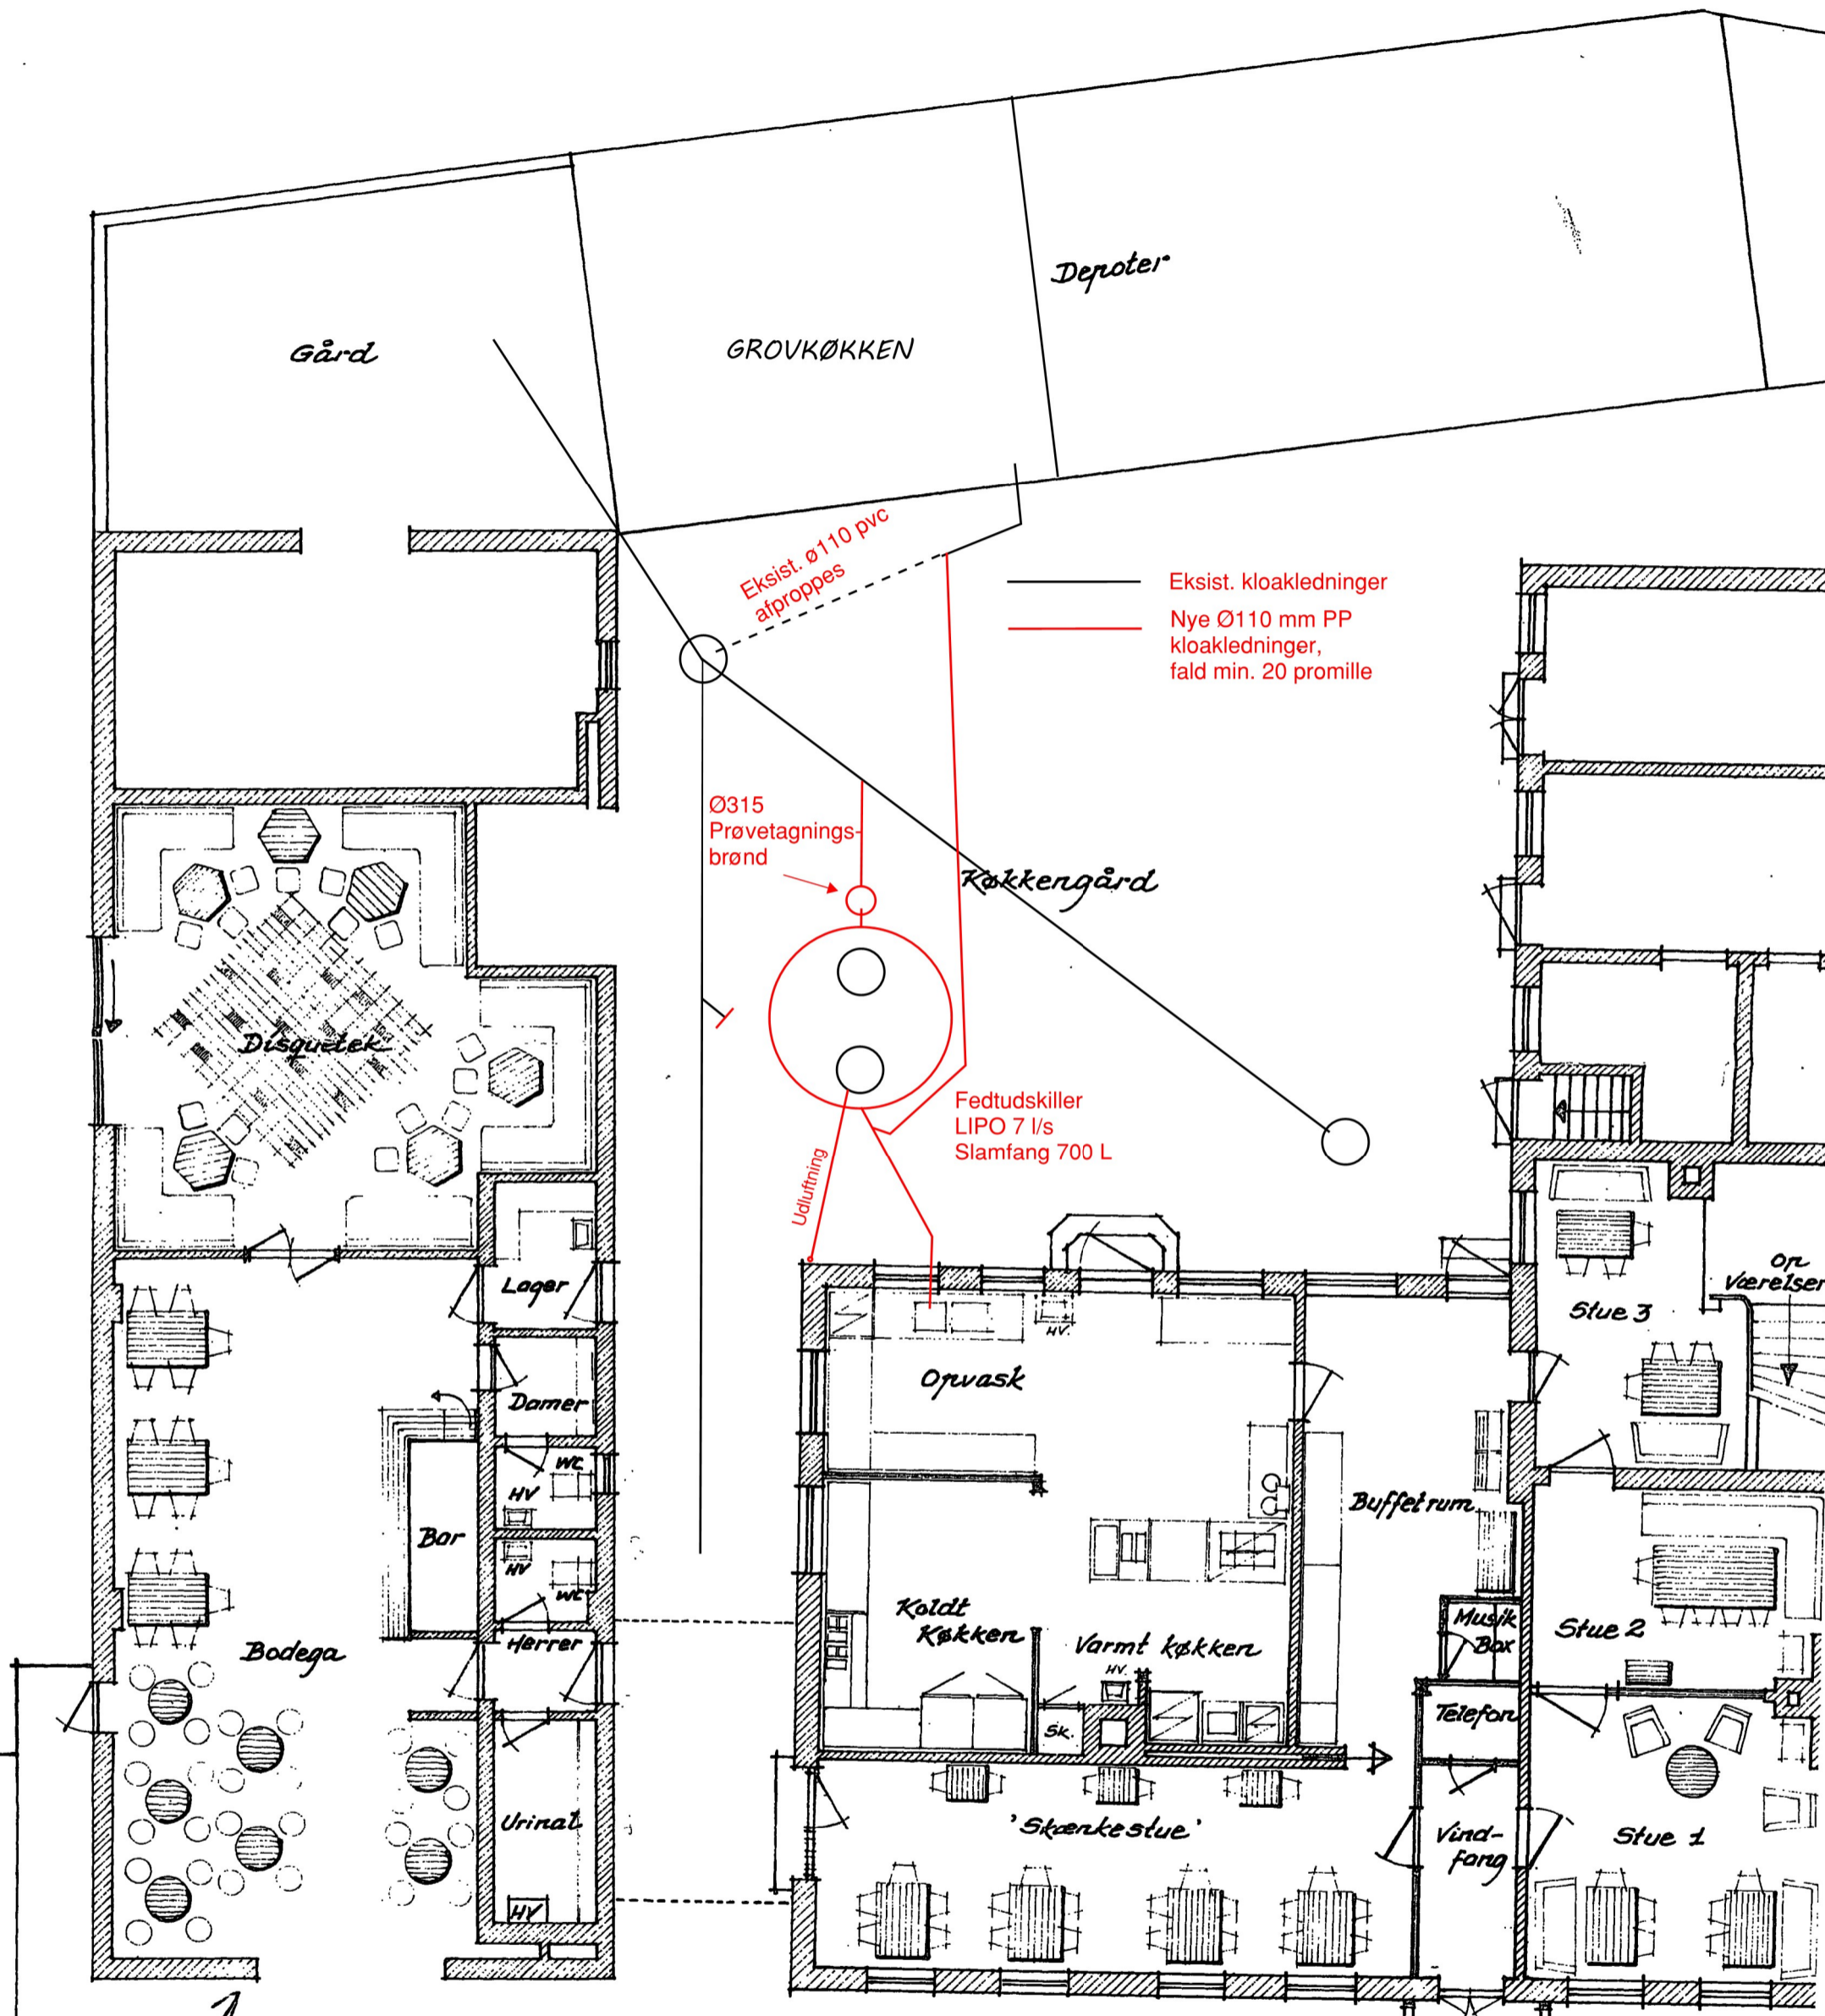 Depoter
Gård
GROVKØKKEN
Eksist. ø110 pvc
afproppes
Eksist. kloakledninger
Nye Ø110 mm PP
kloakledninger,
fald min. 20 promille
Ø315
Prøvetagnings-
brønd
Køkkengård
Disquetek
Fedtudskiller
LIPO 7 l/s
Slamfang 700 L
Udluftning
Lager
op
Værelser
Stue 3
HV.
Opvask
Damer
WC
HV
Buffetrum
Bar
HV
WC
Koldt
Køkken
Varmt køkken
Musik
Box
Stue 2
Herrer
Bodega
HV.
Sk.
Telefon
Urinal
'Skænkestue'
Vind-
fang
Stue 1
HV